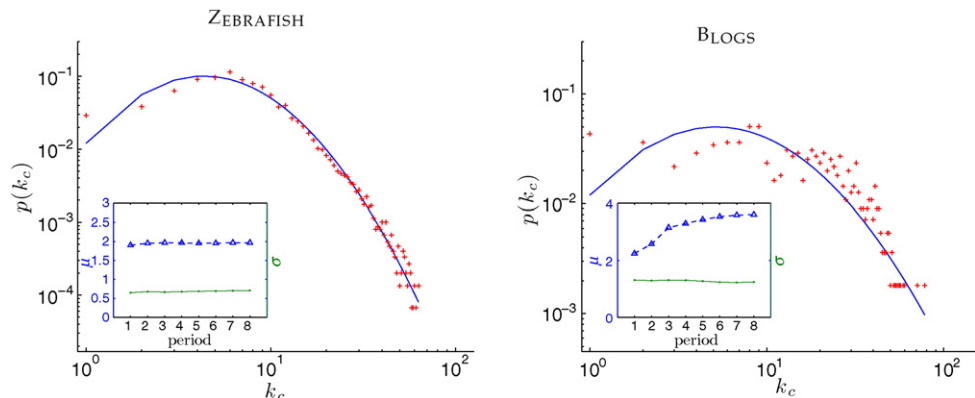 ZEBRAFISH
10^-1
10^-2
10^-3
10^-4
p(k_c)
3
2.5
2
1.5
1
0.5
0
μ
σ
1 2 3 4 5 6 7 8
period
10^0 10^1 10^2
k_c
BLOGS
10^-1
10^-2
10^-3
p(k_c)
4
2
0
μ
σ
1 2 3 4 5 6 7 8
period
10^0 10^1 10^2
k_c